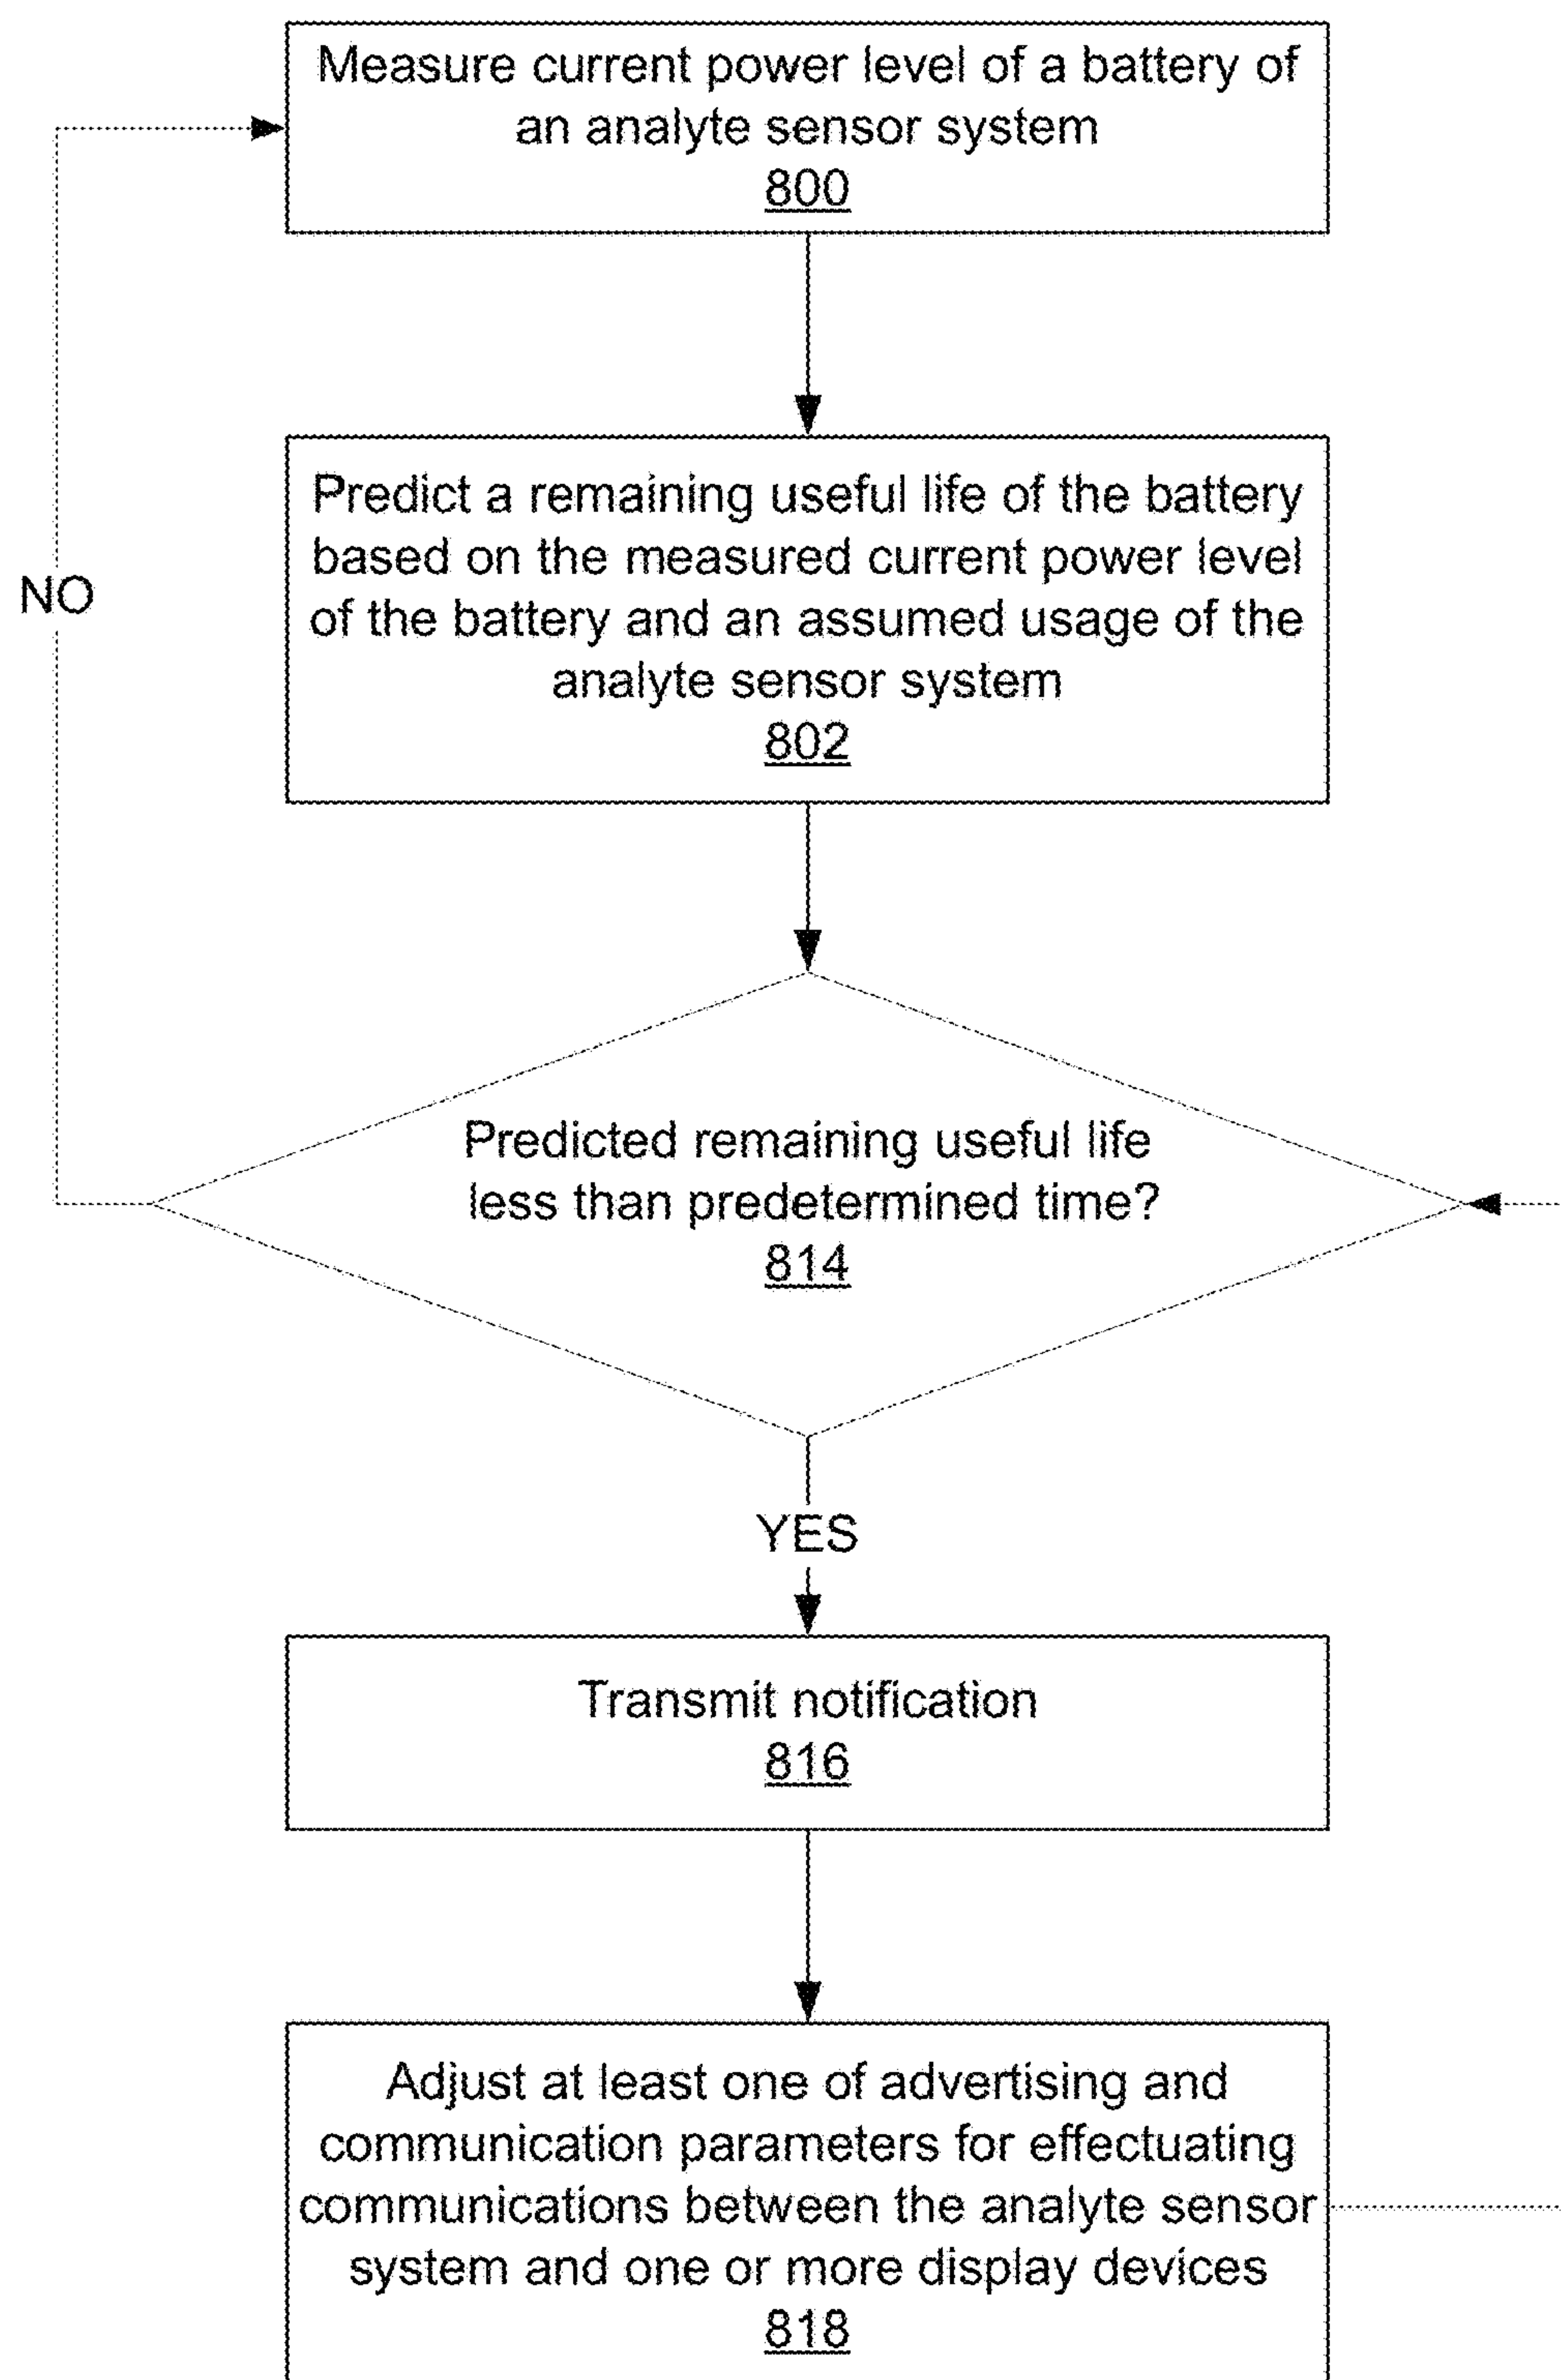 Measure current power level of a battery of
an analyte sensor system
800
Predict a remaining useful life of the battery
based on the measured current power level
of the battery and an assumed usage of the
analyte sensor system
802
NO
Predicted remaining useful life
less than predetermined time?
814
YES
Transmit notification
816
Adjust at least one of advertising and
communication parameters for effectuating
communications between the analyte sensor
system and one or more display devices
818